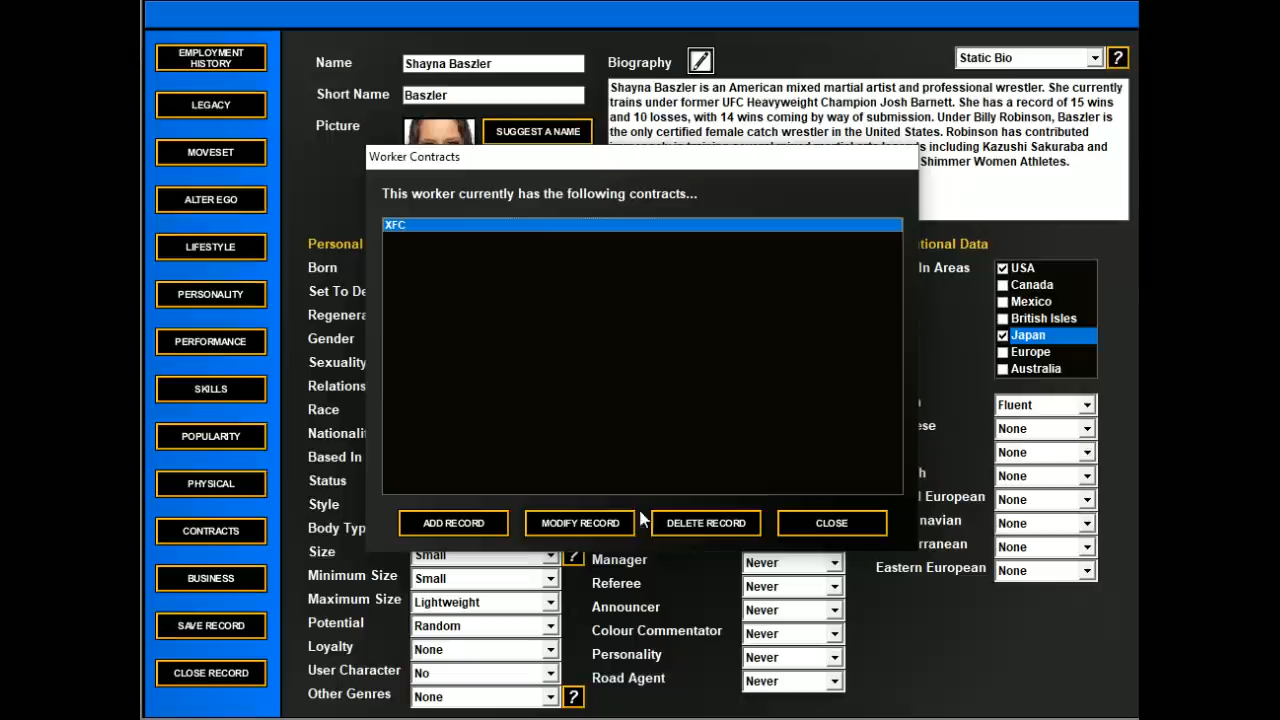 EMPLOYMENT
HISTORY
LEGACY
MOVESET
ALTER EGO
LIFESTYLE
PERSONALITY
PERFORMANCE
SKILLS
POPULARITY
PHYSICAL
CONTRACTS
BUSINESS
SAVE RECORD
CLOSE RECORD
Name
Shayna Baszler
Short Name
Baszler
Picture
SUGGEST A NAME
Biography
Static Bio
?
Shayna Baszler is an American mixed martial artist and professional wrestler. She currently
trains under former UFC Heavyweight Champion Josh Barnett. She has a record of 15 wins
and 10 losses, with 14 wins coming by way of submission. Under Billy Robinson, Baszler is
the only certified female catch wrestler in the United States. Robinson has contributed
including Kazushi Sakuraba and
Shimmer Women Athletes.
Worker Contracts
This worker currently has the following contracts...
XFC
ADD RECORD
MODIFY RECORD
DELETE RECORD
CLOSE
Personal
Born
Set To De
Regenera
Gender
Sexuality
Relations
Race
Nationali
Based In
Status
Style
Body Typ
Size
Small
?
Minimum Size
Small
Maximum Size
Lightweight
Potential
Random
Loyalty
None
User Character
No
Other Genres
None
?
Manager
Never
Referee
Never
Announcer
Never
Colour Commentator
Never
Personality
Never
Road Agent
Never
tional Data
In Areas
USA
Canada
Mexico
British Isles
Japan
Europe
Australia
Fluent
ese
None
None
h
None
l European
None
navian
None
rranean
None
Eastern European
None